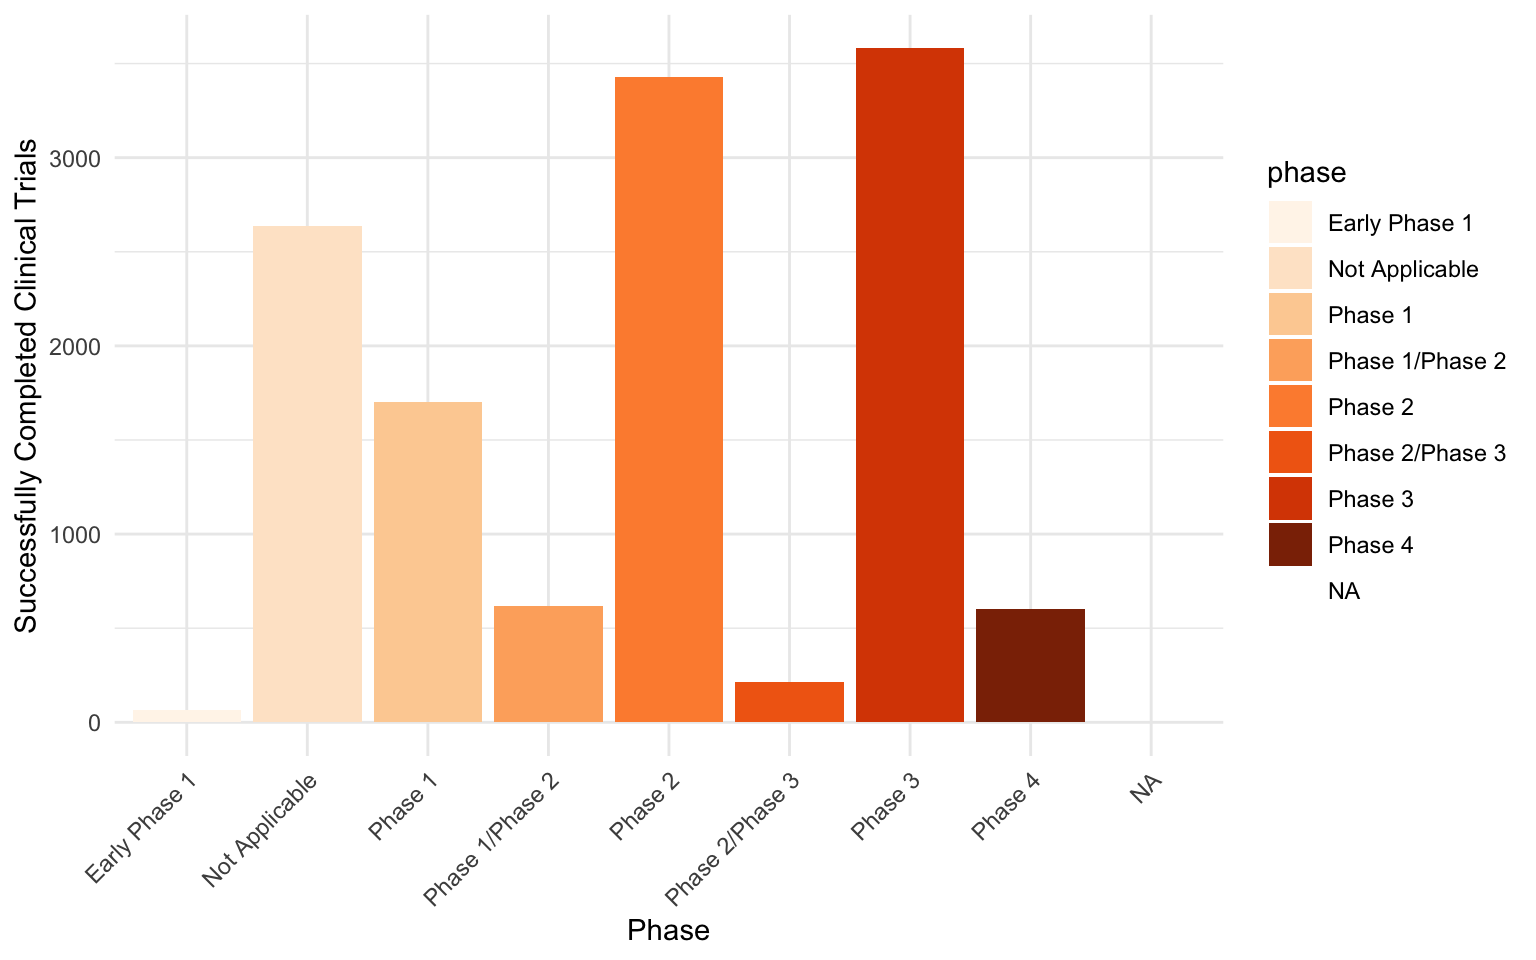 Successfully Completed Clinical Trials
3000
2000
1000
0
Early Phase 1
Not Applicable
Phase 1
Phase 1/Phase 2
Phase 2
Phase 2/Phase 3
Phase 3
Phase 4
NA
Phase
phase
Early Phase 1
Not Applicable
Phase 1
Phase 1/Phase 2
Phase 2
Phase 2/Phase 3
Phase 3
Phase 4
NA